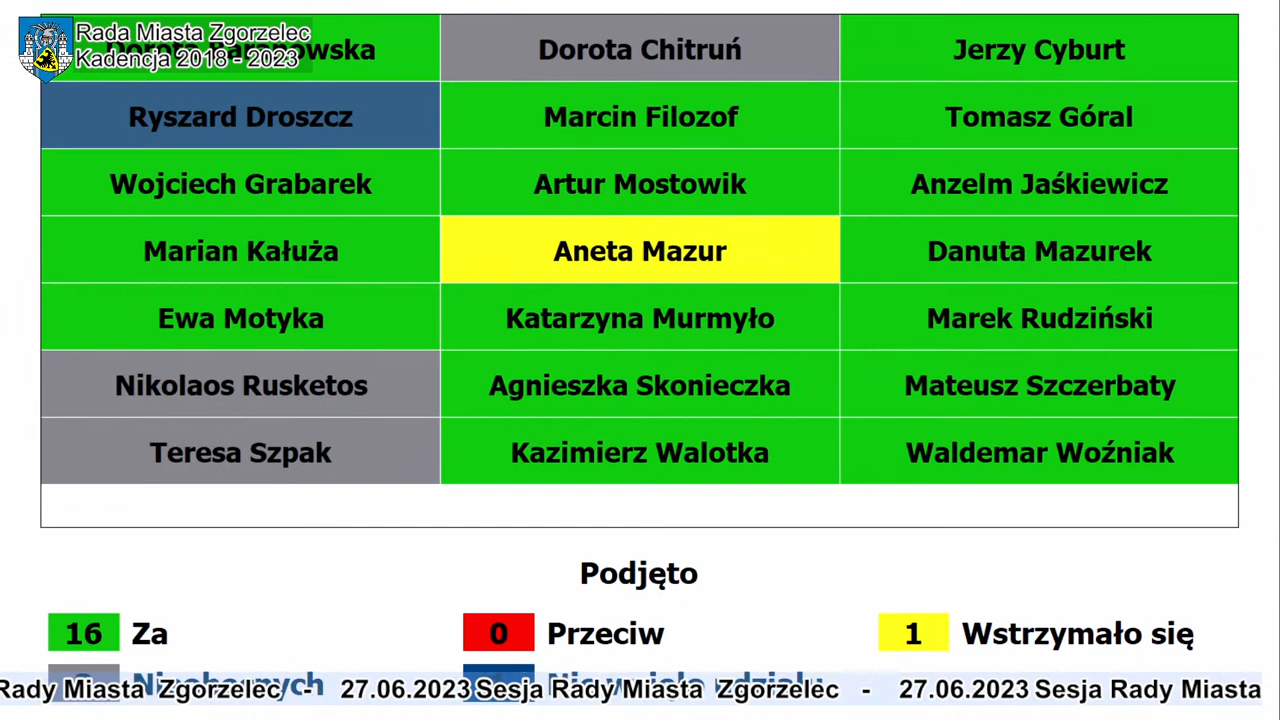 Rada Miasta Zgorzelec
Kadencja 2018 - 2023
Dorota Chitruń
Jerzy Cyburt
Ryszard Droszcz
Marcin Filozof
Tomasz Góral
Wojciech Grabarek
Artur Mostowik
Anzelm Jaśkiewicz
Marian Kałuża
Aneta Mazur
Danuta Mazurek
Ewa Motyka
Katarzyna Murmyło
Marek Rudziński
Nikolaos Rusketos
Agnieszka Skonieczka
Mateusz Szczerbaty
Teresa Szpak
Kazimierz Walotka
Waldemar Woźniak
Podjęto
16 Za
0 Przeciw
1 Wstrzymało się
Rady Miasta Zgorzelec - 27.06.2023 Sesja Rady Miasta Zgorzelec - 27.06.2023 Sesja Rady Miasta